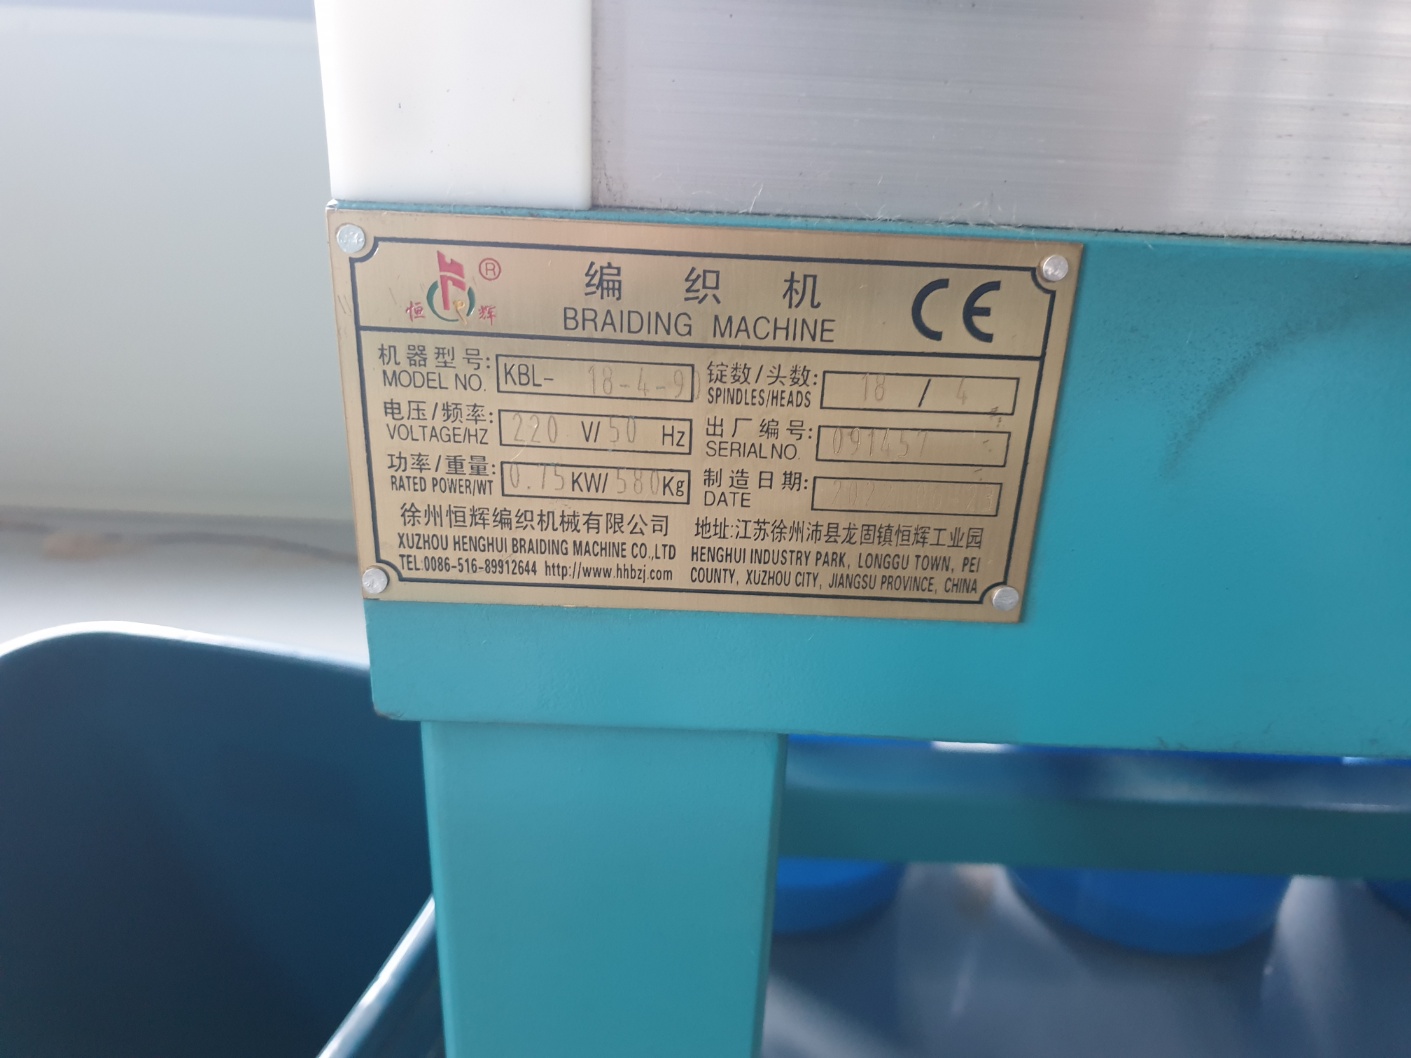 恒辉 ®
编织机 CE
BRAIDING MACHINE
机器型号: KBL- 18-4-90
MODEL NO.
锭数/头数: 18 / 4
SPINDLES/HEADS
电压/频率: 220 V/ 50 Hz
VOLTAGE/HZ
出厂编号: 091457
SERIAL NO.
功率/重量: 0.75 KW/ 580 Kg
RATED POWER/WT
制造日期:
DATE
徐州恒辉编织机械有限公司
XUZHOU HENGHUI BRAIDING MACHINE CO.,LTD
TEL:0086-516-89912644 http://www.hhbzj.com
地址:江苏徐州沛县龙固镇恒辉工业园
HENGHUI INDUSTRY PARK, LONGGU TOWN, PEI
COUNTY, XUZHOU CITY, JIANGSU PROVINCE, CHINA